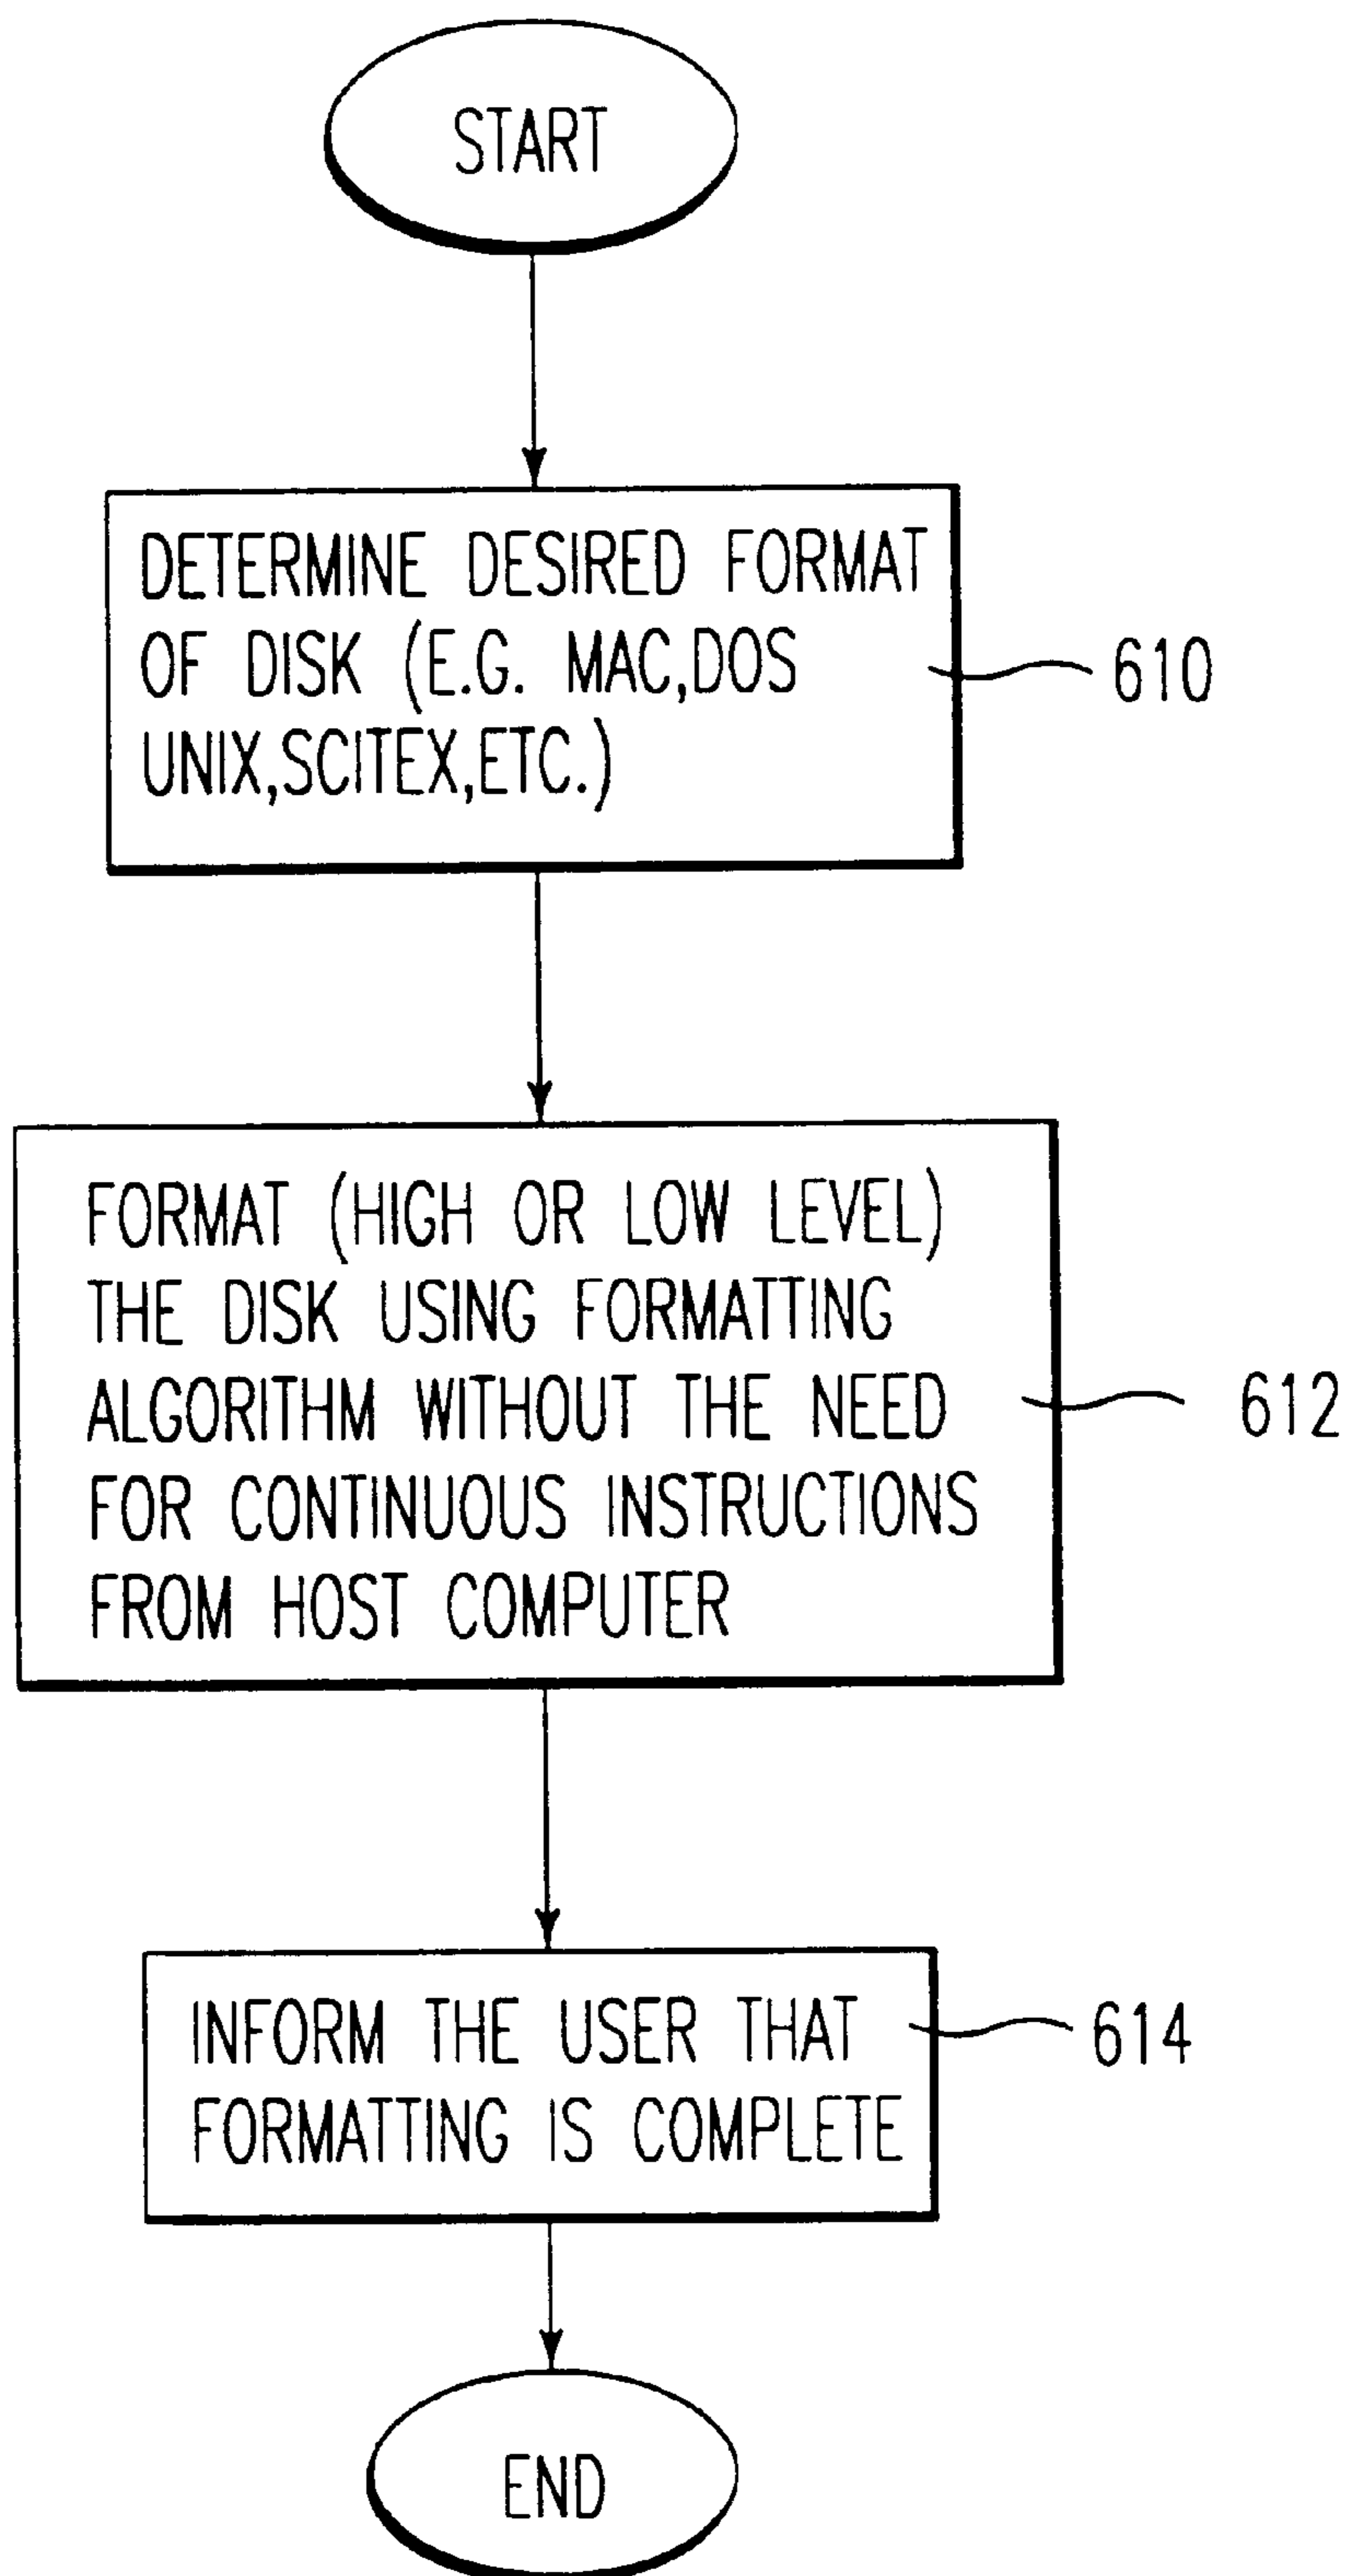 START
DETERMINE DESIRED FORMAT
OF DISK (E.G. MAC,DOS
UNIX,SCITEX,ETC.)
610
FORMAT (HIGH OR LOW LEVEL)
THE DISK USING FORMATTING
ALGORITHM WITHOUT THE NEED
FOR CONTINUOUS INSTRUCTIONS
FROM HOST COMPUTER
612
INFORM THE USER THAT
FORMATTING IS COMPLETE
614
END